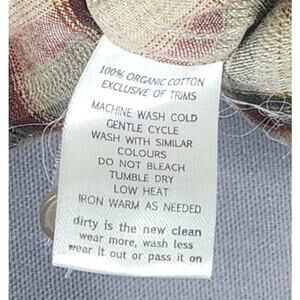 100% ORGANIC COTTON
EXCLUSIVE OF TRIMS
MACHINE WASH COLD
GENTLE CYCLE
WASH WITH SIMILAR
COLOURS
DO NOT BLEACH
TUMBLE DRY
LOW HEAT
IRON WARM AS NEEDED
dirty is the new clean
wear more, wash less
wear it out or pass it on